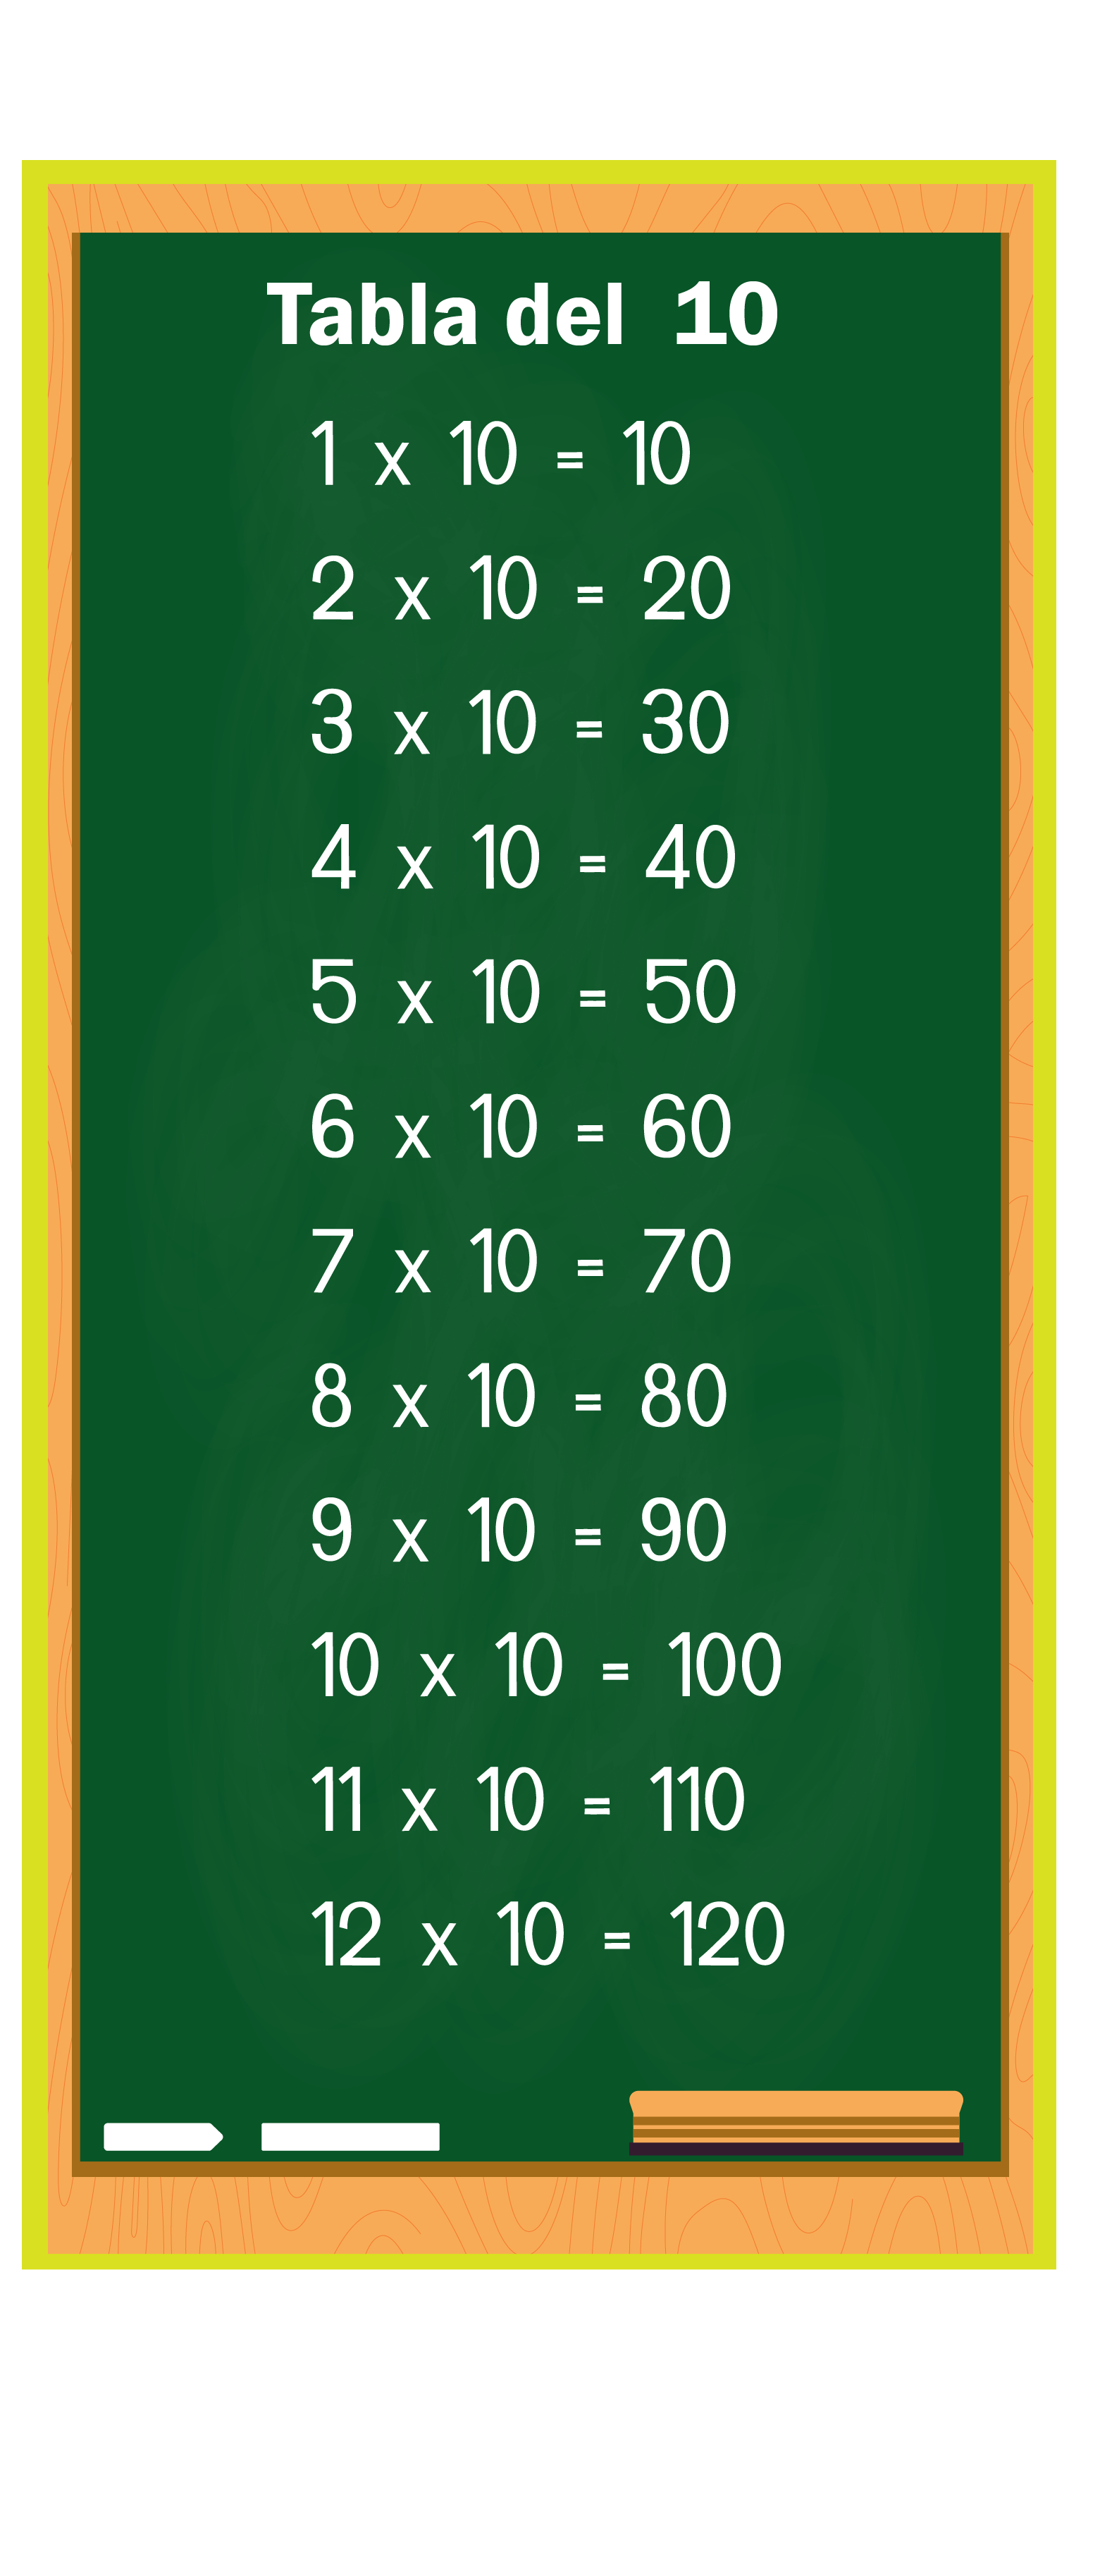 Tabla del 10
1 x 10 = 10
2 x 10 = 20
3 x 10 = 30
4 x 10 = 40
5 x 10 = 50
6 x 10 = 60
7 x 10 = 70
8 x 10 = 80
9 x 10 = 90
10 x 10 = 100
11 x 10 = 110
12 x 10 = 120